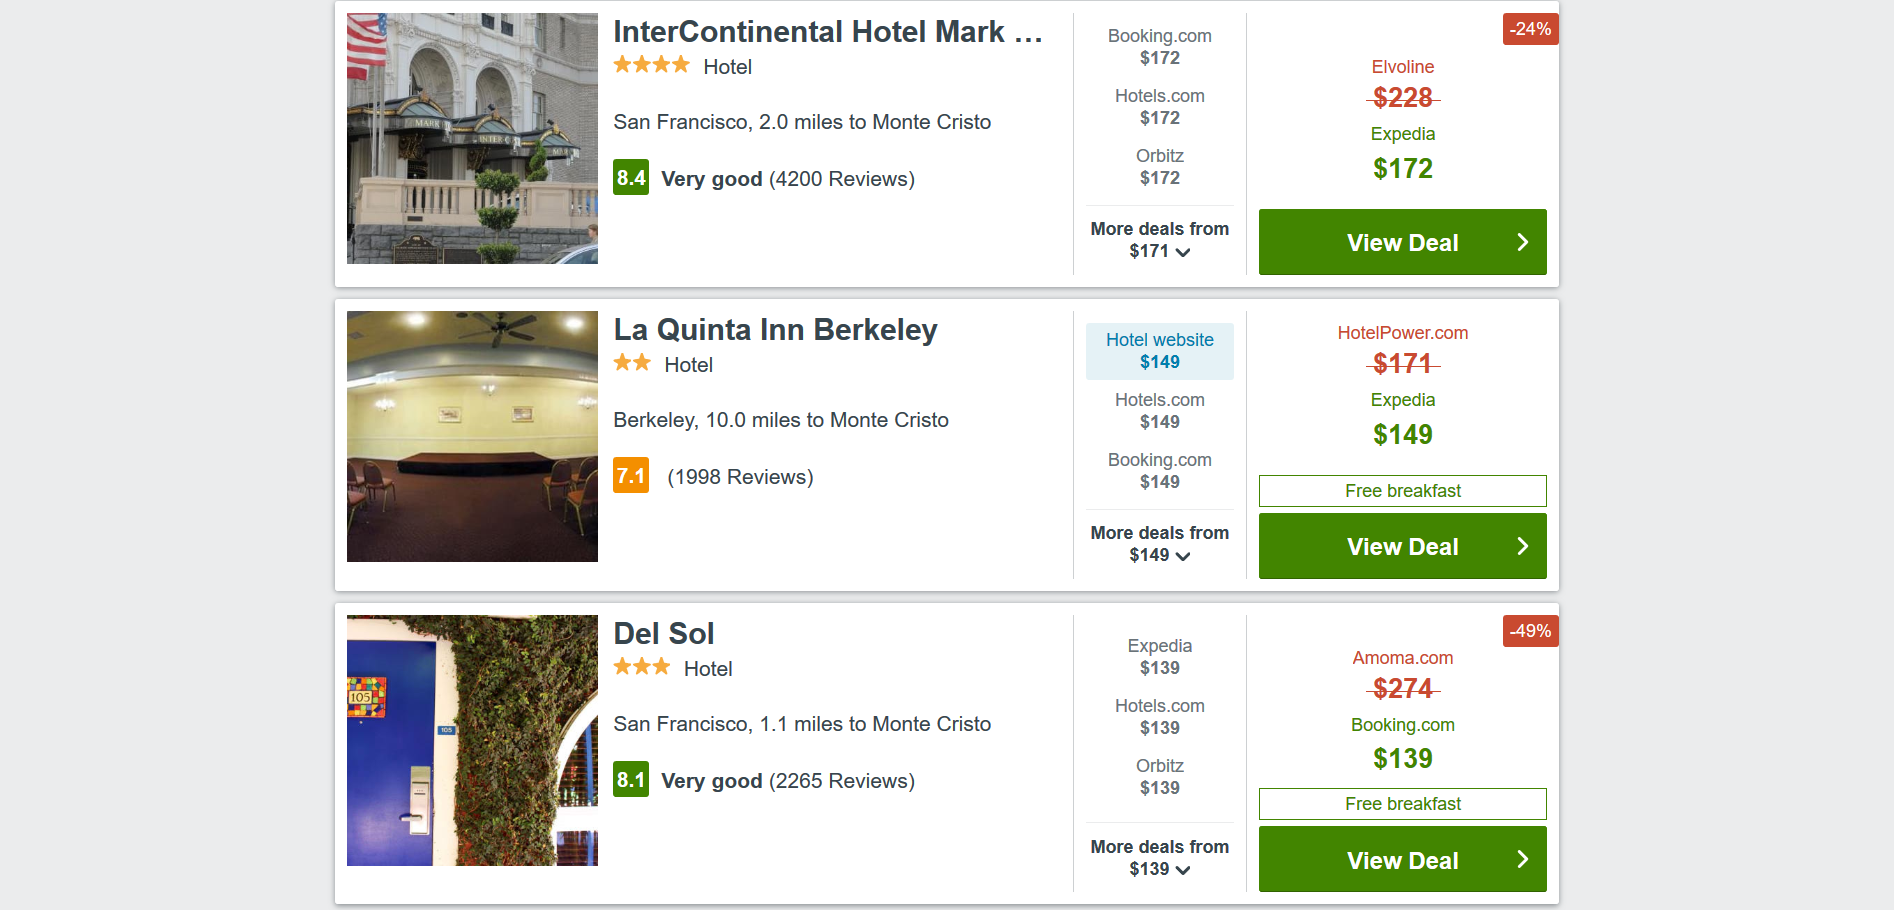 InterContinental Hotel Mark ...
Hotel
San Francisco, 2.0 miles to Monte Cristo
8.4 Very good (4200 Reviews)
Booking.com
$172
Hotels.com
$172
Orbitz
$172
More deals from
$171
-24%
Elvoline
$228
Expedia
$172
View Deal
MARK
INTER
La Quinta Inn Berkeley
Hotel
Berkeley, 10.0 miles to Monte Cristo
7.1 (1998 Reviews)
Hotel website
$149
Hotels.com
$149
Booking.com
$149
More deals from
$149
HotelPower.com
$171
Expedia
$149
Free breakfast
View Deal
105
105
Del Sol
Hotel
San Francisco, 1.1 miles to Monte Cristo
8.1 Very good (2265 Reviews)
Expedia
$139
Hotels.com
$139
Orbitz
$139
More deals from
$139
-49%
Amoma.com
$274
Booking.com
$139
Free breakfast
View Deal